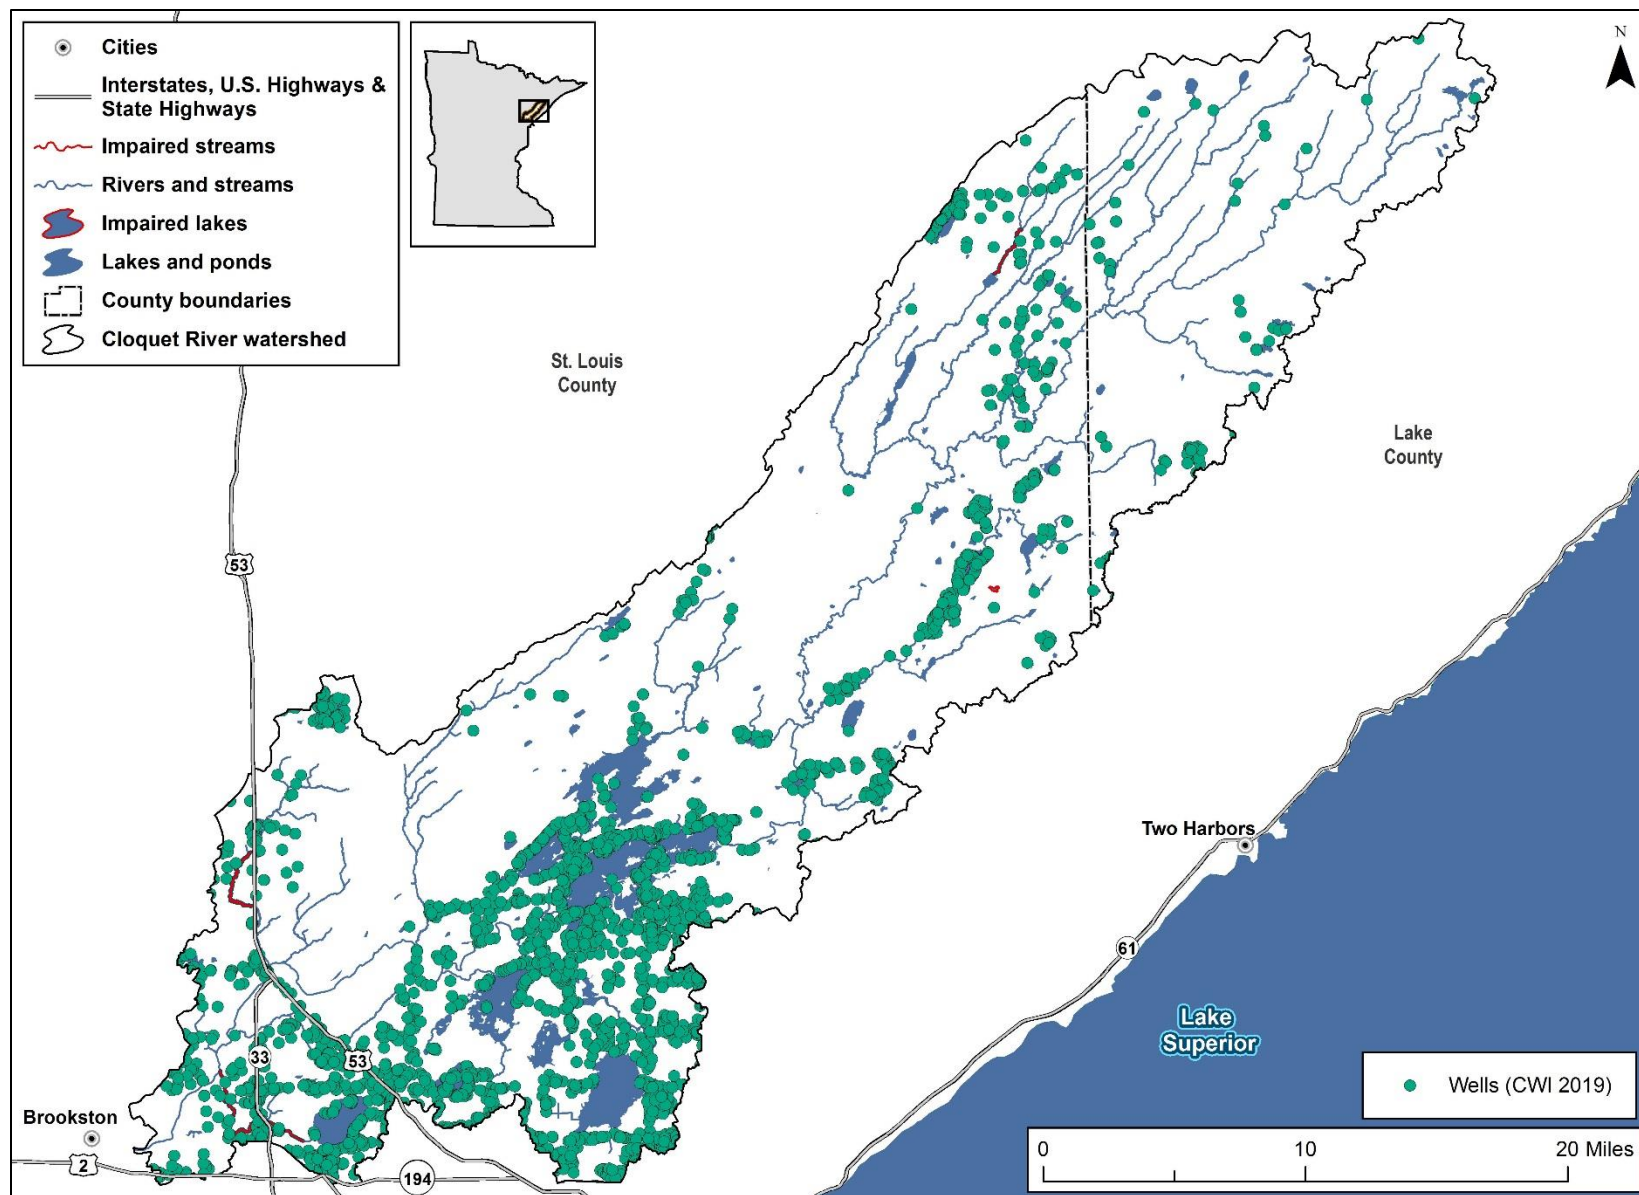 Cities
Interstates, U.S. Highways &
State Highways
Impaired streams
Rivers and streams
Impaired lakes
Lakes and ponds
County boundaries
Cloquet River watershed
N
St. Louis
County
Lake
County
53
Two Harbors
61
Lake
Superior
33
53
Brookston
2
194
Wells (CWI 2019)
0
10
20 Miles